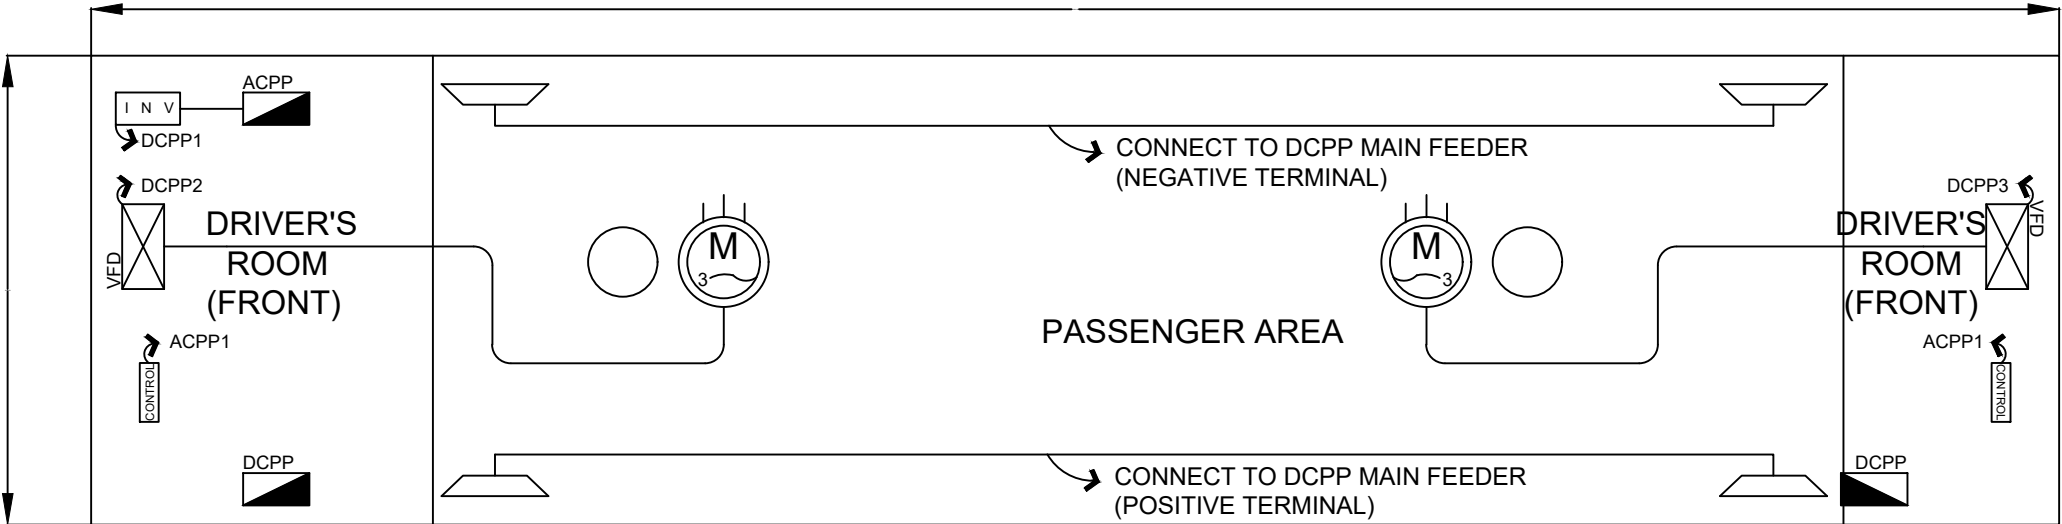 ACPP
I N V
DCPP1
CONNECT TO DCPP MAIN FEEDER
(NEGATIVE TERMINAL)
DCPP2
DCPP3
VFD
DRIVER'S
ROOM
(FRONT)
M
3
M
3
DRIVER'S
ROOM
(FRONT)
VFD
PASSENGER AREA
ACPP1
CONTROL
ACPP1
CONTROL
DCPP
CONNECT TO DCPP MAIN FEEDER
(POSITIVE TERMINAL)
DCPP